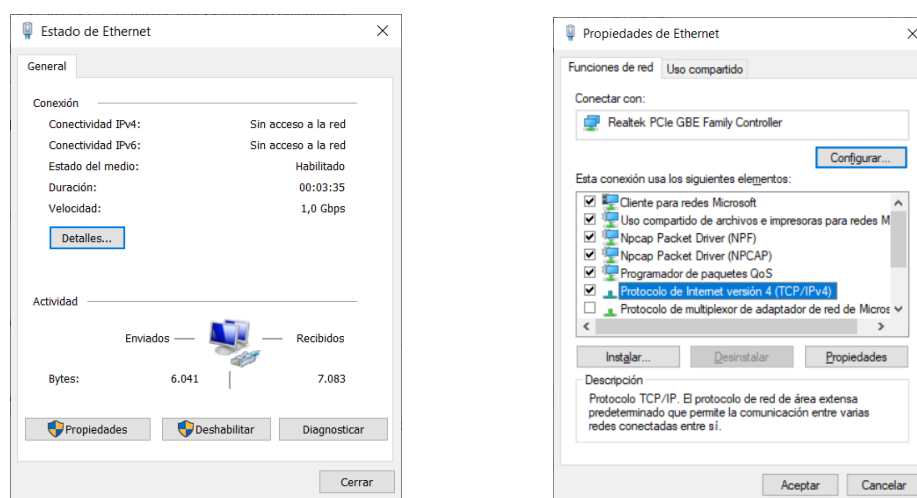 Estado de Ethernet
General
Conexión
Conectividad IPv4: Sin acceso a la red
Conectividad IPv6: Sin acceso a la red
Estado del medio: Habilitado
Duración: 00:03:35
Velocidad: 1,0 Gbps
Detalles...
Actividad
Enviados Recibidos
Bytes: 6.041 7.083
Propiedades Deshabilitar Diagnosticar
Cerrar
Propiedades de Ethernet
Funciones de red Uso compartido
Conectar con:
Realtek PCIe GBE Family Controller
Configurar...
Esta conexión usa los siguientes elementos:
Cliente para redes Microsoft
Uso compartido de archivos e impresoras para redes M
Npcap Packet Driver (NPF)
Npcap Packet Driver (NPCAP)
Programador de paquetes QoS
Protocolo de Internet versión 4 (TCP/IPv4)
Protocolo de multiplexor de adaptador de red de Micros
Instalar... Desinstalar Propiedades
Descripción
Protocolo TCP/IP. El protocolo de red de área extensa
predeterminado que permite la comunicación entre varias
redes conectadas entre sí.
Aceptar Cancelar